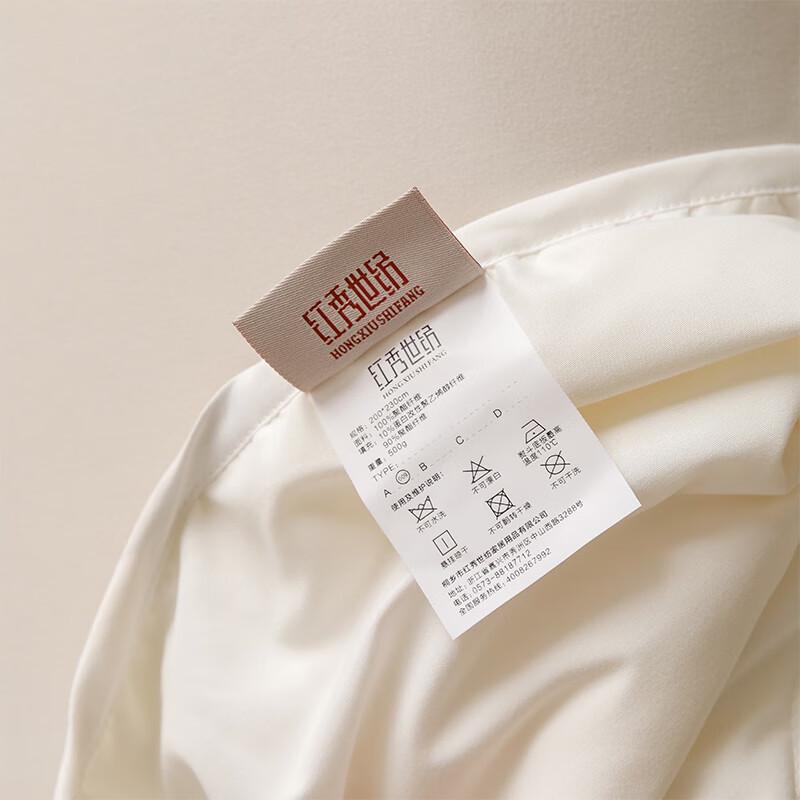 红秀世纺
HONGXIUSHIFANG
红秀世纺
HONGXIUSHIFANG
规格：200*230cm
面料：100%聚酯纤维
填充：10%蛋白改性聚乙烯醇纤维
90%聚酯纤维
重量：500g
TYPE:
A B C D
使用及维护说明：
不可水洗
不可漂白
熨斗底板最高
温度110℃
悬挂晾干
不可翻转干燥
不可干洗
桐乡市红秀世纺家居用品有限公司
地址：浙江省嘉兴市秀洲区中山西路3288号
电话：0573-88187712
全国服务热线：4008267992